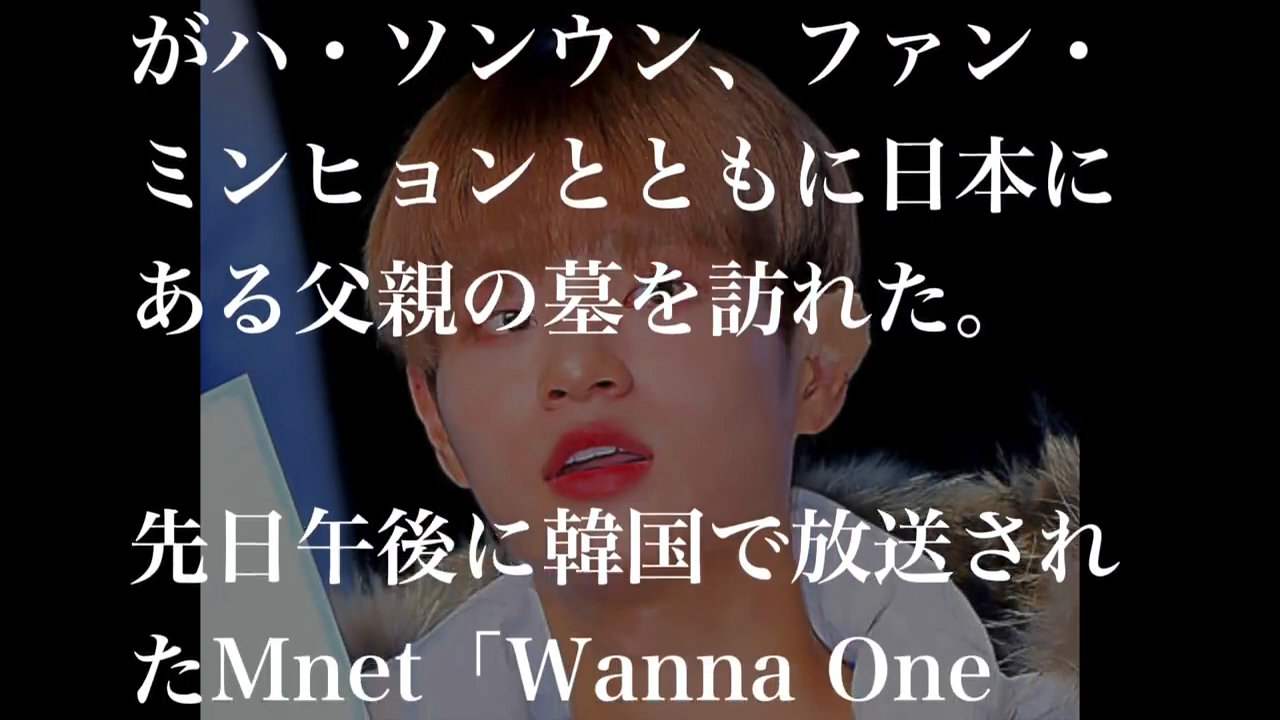 がハ・ソンウン、ファン・
ミンヒョンとともに日本に
ある父親の墓を訪れた。
先日午後に韓国で放送され
たMnet「Wanna One